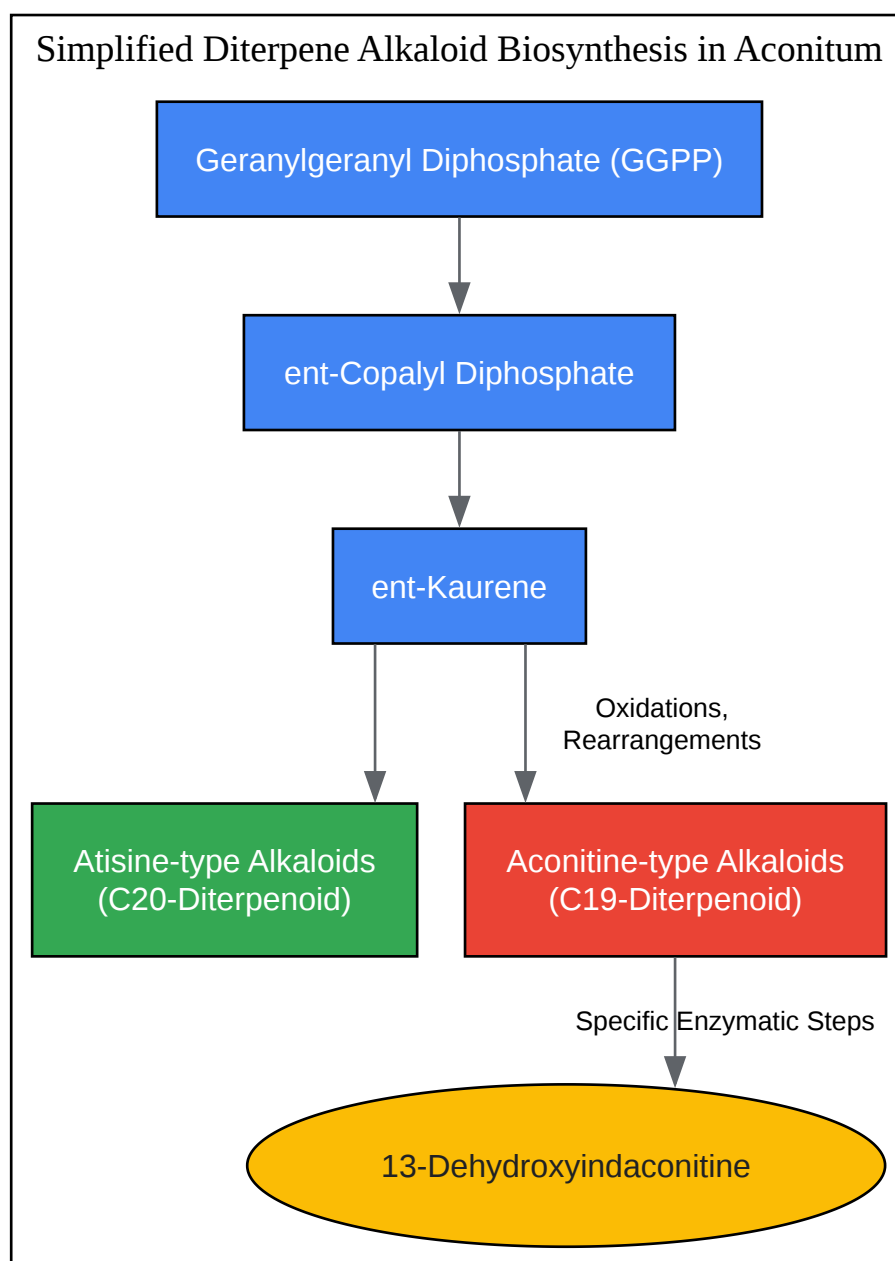 Simplified Diterpene Alkaloid Biosynthesis in Aconitum
Geranylgeranyl Diphosphate (GGPP)
ent-Copalyl Diphosphate
ent-Kaurene
Oxidations,
Rearrangements
Atisine-type Alkaloids
(C20-Diterpenoid)
Aconitine-type Alkaloids
(C19-Diterpenoid)
Specific Enzymatic Steps
13-Dehydroxyindaconitine